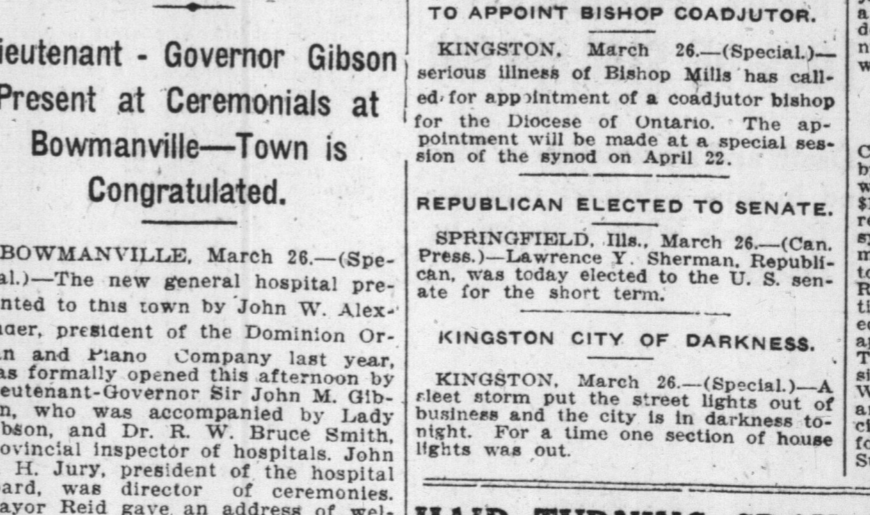 ieutenant - Governor Gibson
Present at Ceremonials at
Bowmanville—Town is
Congratulated.
BOWMANVILLE, March 26.—(Spe-
al.)—The new general hospital pre-
nted to this town by John W. Alex-
nder, president of the Dominion Or-
n and Piano Company last year,
as formally opened this afternoon by
eutenant-Governor Sir John M. Gib-
n, who was accompanied by Lady
bson, and Dr. R. W. Bruce Smith,
ovincial inspector of hospitals. John
H. Jury, president of the hospital
ard, was director of ceremonies.
ayor Reid gave an address of wel-
TO APPOINT BISHOP COADJUTOR.
KINGSTON, March 26.—(Special.)—
serious illness of Bishop Mills has call-
ed for appointment of a coadjutor bishop
for the Diocese of Ontario. The ap-
pointment will be made at a special ses-
sion of the synod on April 22.
REPUBLICAN ELECTED TO SENATE.
SPRINGFIELD, Ills., March 26.—(Can.
Press.)—Lawrence Y. Sherman, Republi-
can, was today elected to the U. S. sen-
ate for the short term.
KINGSTON CITY OF DARKNESS.
KINGSTON, March 26.—(Special.)—A
sleet storm put the street lights out of
business and the city is in darkness to-
night. For a time one section of house
lights was out.